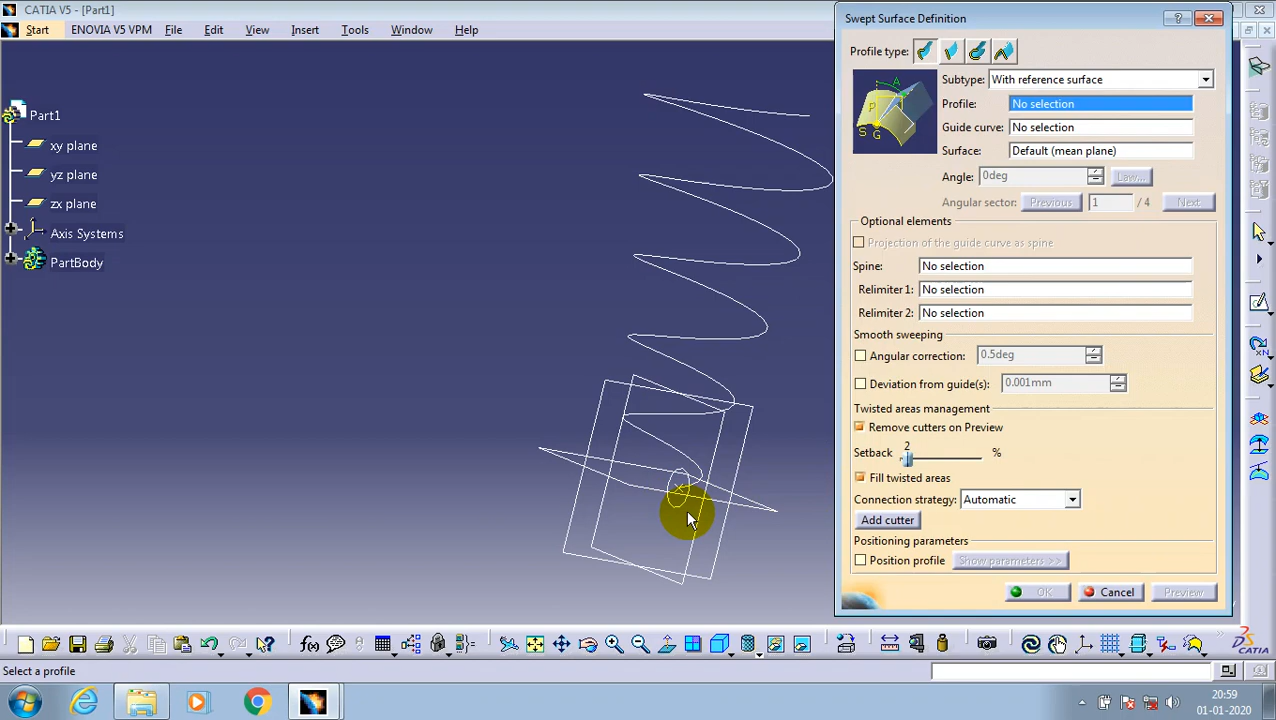 CATIA V5 - [Part1]
Start ENOVIA V5 VPM File Edit View Insert Tools Window Help
Part1
xy plane
yz plane
zx plane
Axis Systems
PartBody
Swept Surface Definition
Profile type:
A
P
S G
Subtype: With reference surface
Profile: No selection
Guide curve: No selection
Surface: Default (mean plane)
Angle: 0deg Law...
Angular sector: Previous 1 / 4 Next
Optional elements
Projection of the guide curve as spine
Spine: No selection
Relimiter 1: No selection
Relimiter 2: No selection
Smooth sweeping
Angular correction: 0.5deg
Deviation from guide(s): 0.001mm
Twisted areas management
Remove cutters on Preview
2
Setback %
Fill twisted areas
Connection strategy: Automatic
Add cutter
Positioning parameters
Position profile Show parameters >>
OK Cancel Preview
f(x)
Select a profile
20:59
01-01-2020